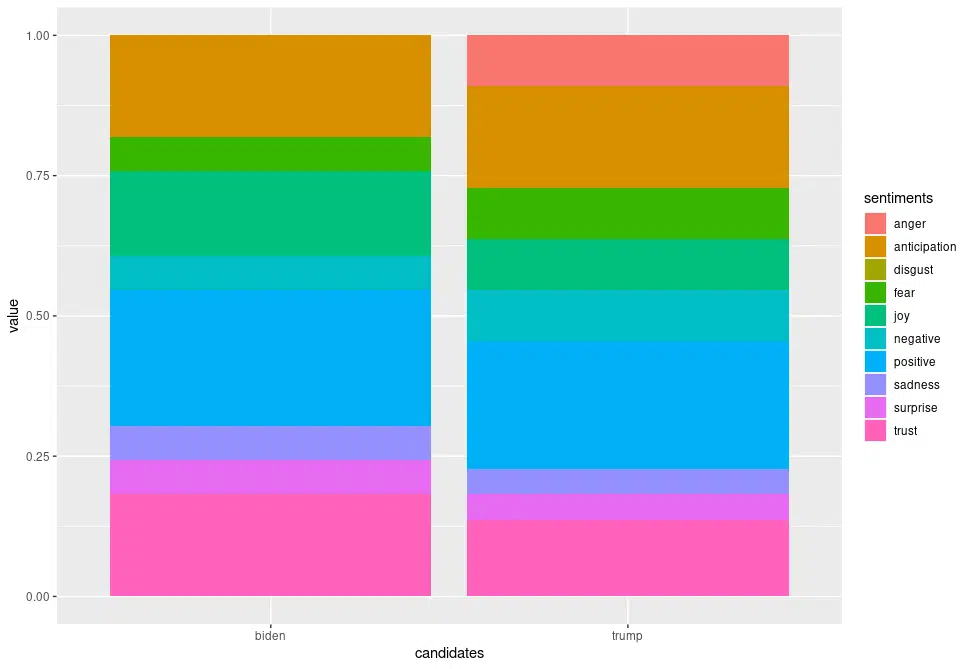 1.00
0.75
0.50
0.25
0.00
value
biden
trump
candidates
sentiments
anger
anticipation
disgust
fear
joy
negative
positive
sadness
surprise
trust